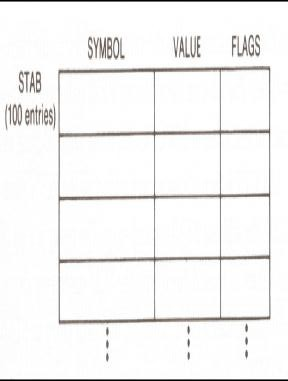 SYMBOL VALUE FLAGS
STAB
(100 entries)